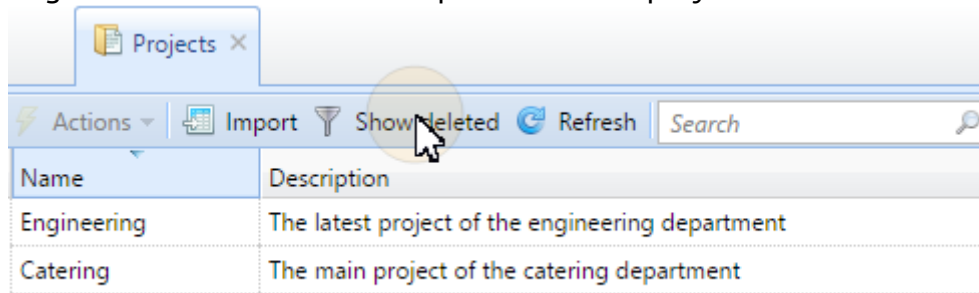 Projects
Actions Import Show deleted Refresh Search
Name Description
Engineering The latest project of the engineering department
Catering The main project of the catering department